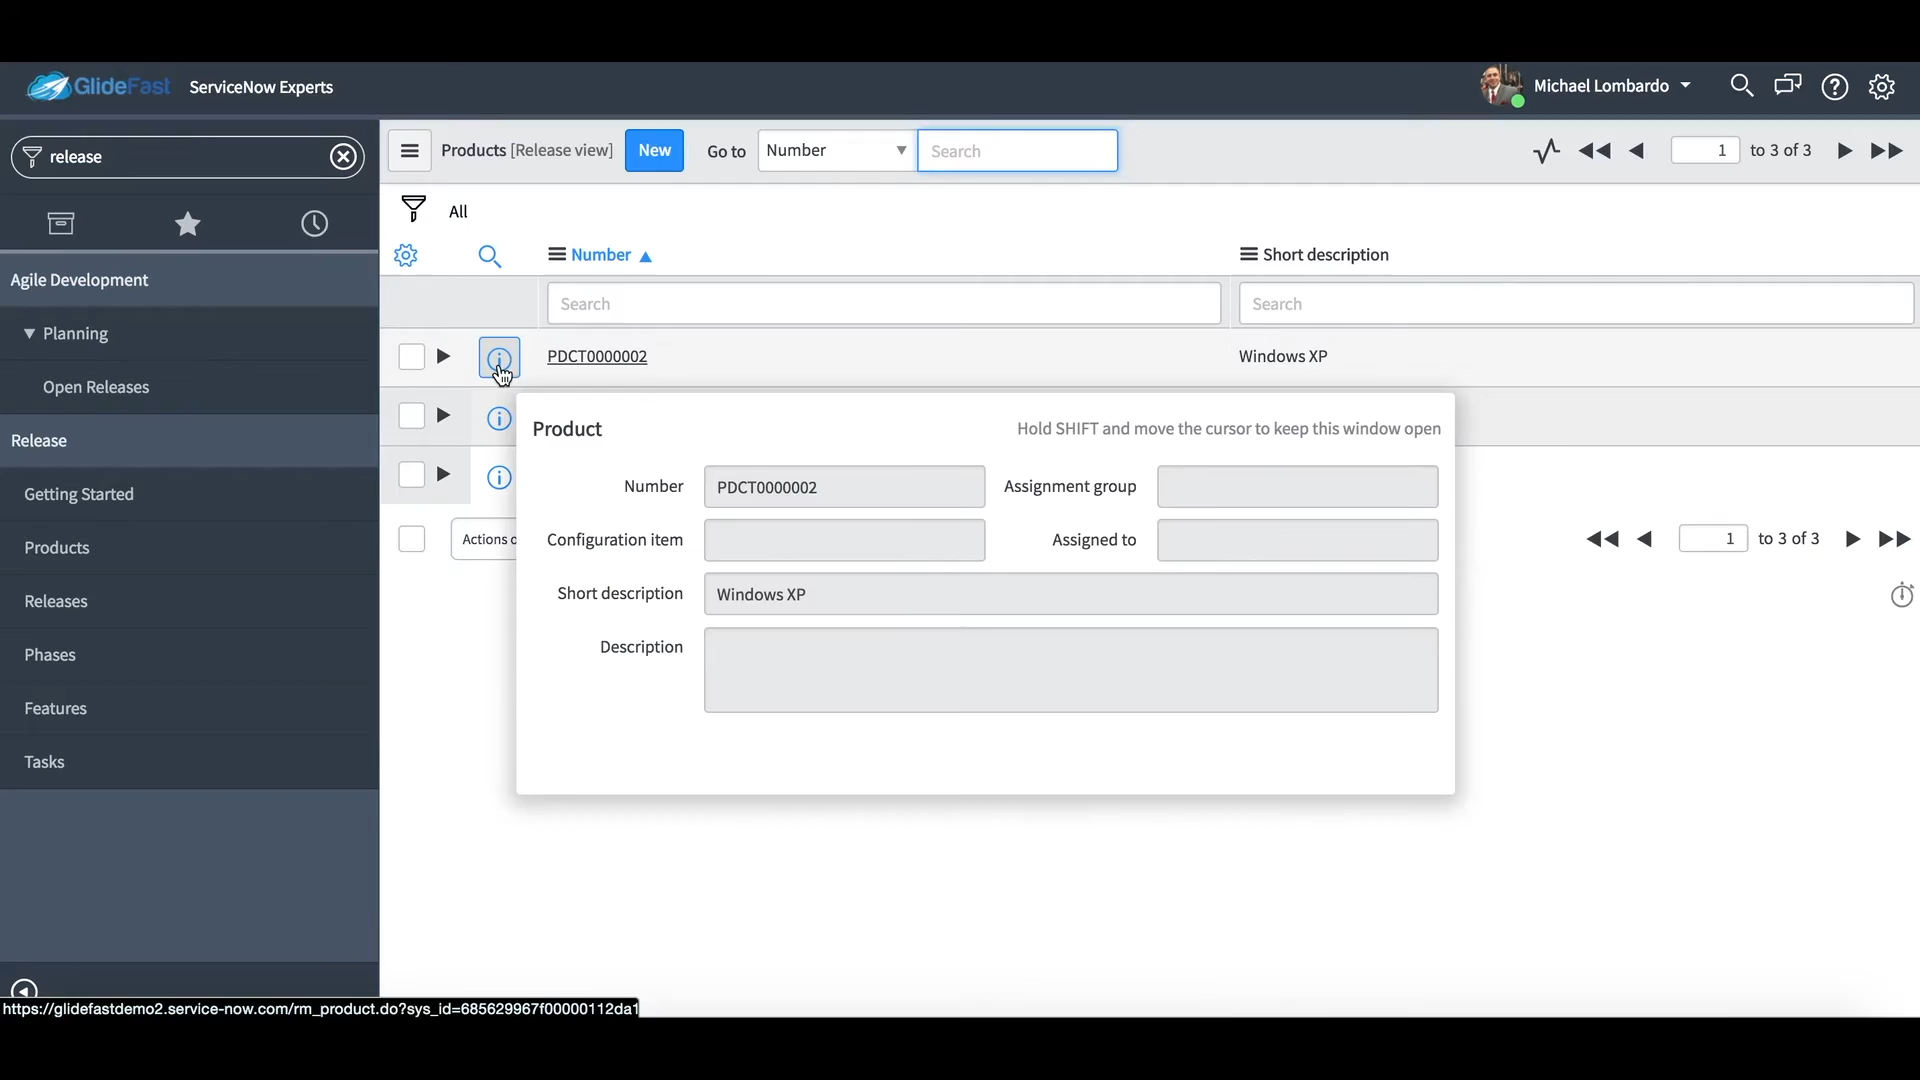 GlideFast ServiceNow Experts
Michael Lombardo
release
Products [Release view] New Go to Number Search
1 to 3 of 3
All
Number Short description
Search Search
Agile Development
Planning
Open Releases
Release
Getting Started
Products
Releases
Phases
Features
Tasks
PDCT0000002 Windows XP
Product Hold SHIFT and move the cursor to keep this window open
Number PDCT0000002 Assignment group
Configuration item Assigned to
Short description Windows XP
Description
Actions o
1 to 3 of 3
https://glidefastdemo2.service-now.com/rm_product.do?sys_id=685629967f00000112da1